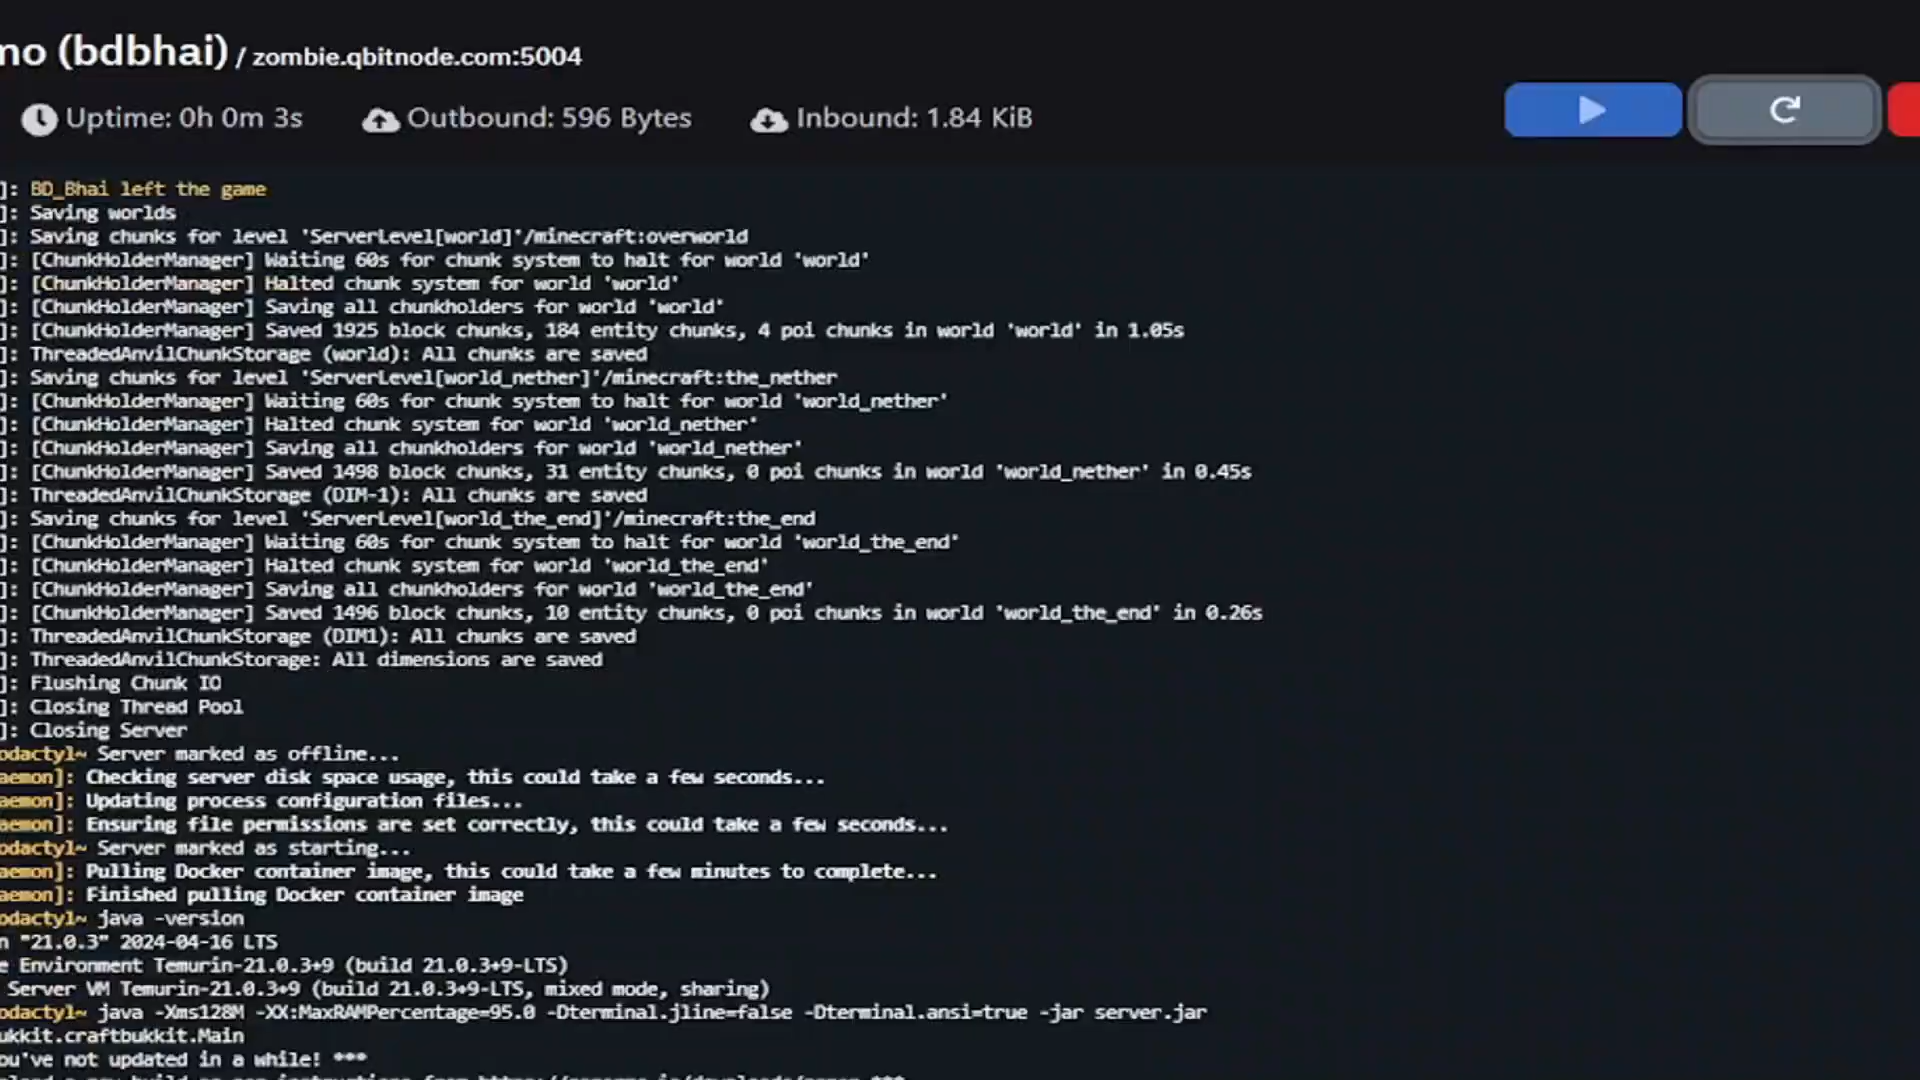 no (bdbhai) / zombie.qbitnode.com:5004
Uptime: 0h 0m 3s Outbound: 596 Bytes Inbound: 1.84 KiB
]: BD_Bhai left the game
]: Saving worlds
]: Saving chunks for level 'ServerLevel[world]'/minecraft:overworld
]: [ChunkHolderManager] Waiting 60s for chunk system to halt for world 'world'
]: [ChunkHolderManager] Halted chunk system for world 'world'
]: [ChunkHolderManager] Saving all chunkholders for world 'world'
]: [ChunkHolderManager] Saved 1925 block chunks, 184 entity chunks, 4 poi chunks in world 'world' in 1.05s
]: ThreadedAnvilChunkStorage (world): All chunks are saved
]: Saving chunks for level 'ServerLevel[world_nether]'/minecraft:the_nether
]: [ChunkHolderManager] Waiting 60s for chunk system to halt for world 'world_nether'
]: [ChunkHolderManager] Halted chunk system for world 'world_nether'
]: [ChunkHolderManager] Saving all chunkholders for world 'world_nether'
]: [ChunkHolderManager] Saved 1498 block chunks, 31 entity chunks, 0 poi chunks in world 'world_nether' in 0.45s
]: ThreadedAnvilChunkStorage (DIM-1): All chunks are saved
]: Saving chunks for level 'ServerLevel[world_the_end]'/minecraft:the_end
]: [ChunkHolderManager] Waiting 60s for chunk system to halt for world 'world_the_end'
]: [ChunkHolderManager] Halted chunk system for world 'world_the_end'
]: [ChunkHolderManager] Saving all chunkholders for world 'world_the_end'
]: [ChunkHolderManager] Saved 1496 block chunks, 10 entity chunks, 0 poi chunks in world 'world_the_end' in 0.26s
]: ThreadedAnvilChunkStorage (DIM1): All chunks are saved
]: ThreadedAnvilChunkStorage: All dimensions are saved
]: Flushing Chunk IO
]: Closing Thread Pool
]: Closing Server
odactyl~ Server marked as offline...
aemon]: Checking server disk space usage, this could take a few seconds...
aemon]: Updating process configuration files...
aemon]: Ensuring file permissions are set correctly, this could take a few seconds...
odactyl~ Server marked as starting...
aemon]: Pulling Docker container image, this could take a few minutes to complete...
aemon]: Finished pulling Docker container image
odactyl~ java -version
n "21.0.3" 2024-04-16 LTS
e Environment Temurin-21.0.3+9 (build 21.0.3+9-LTS)
Server VM Temurin-21.0.3+9 (build 21.0.3+9-LTS, mixed mode, sharing)
odactyl~ java -Xms128M -XX:MaxRAMPercentage=95.0 -Dterminal.jline=false -Dterminal.ansi=true -jar server.jar
ukkit.craftbukkit.Main
ou've not updated in a while! ***